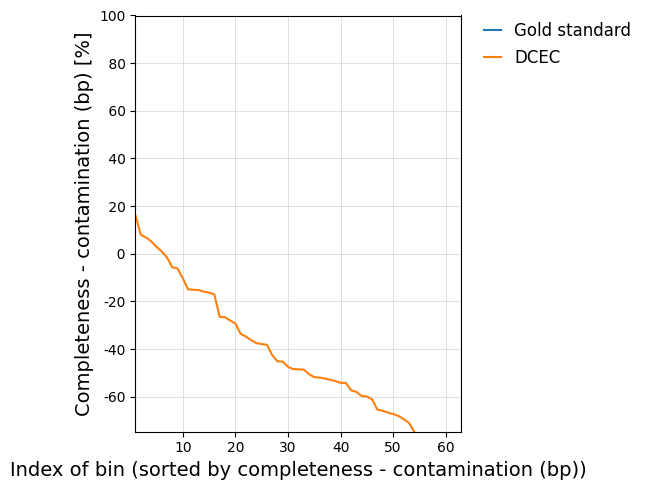 Completeness - contamination (bp) [%]
100
80
60
40
20
0
-20
-40
-60
10 20 30 40 50 60
Index of bin (sorted by completeness - contamination (bp))
Gold standard
DCEC